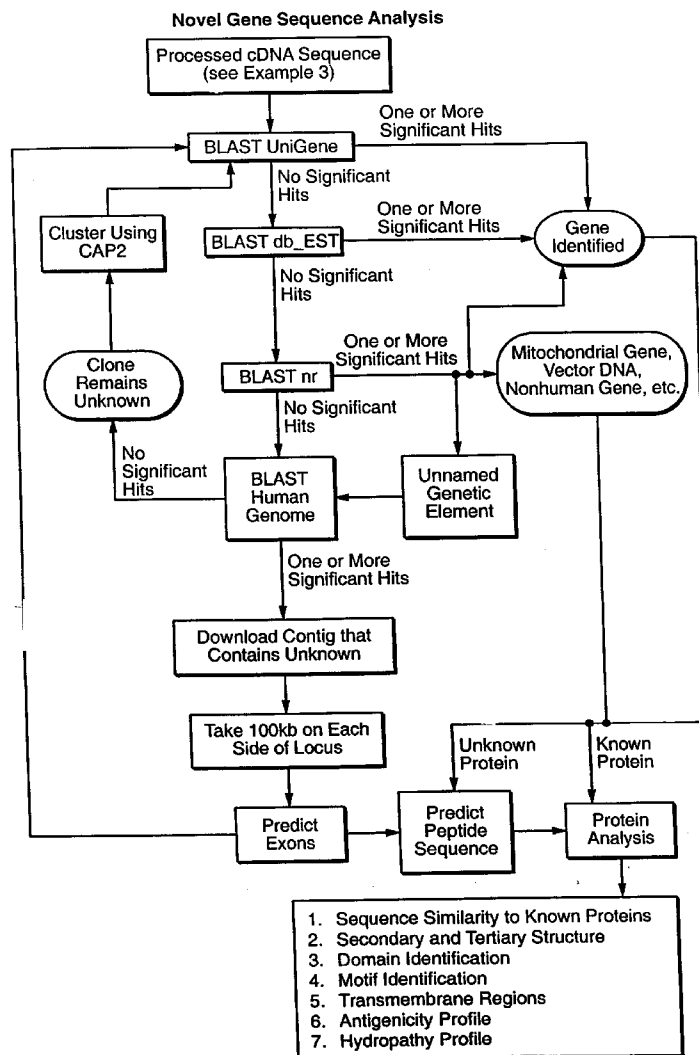 Novel Gene Sequence Analysis
Processed cDNA Sequence
(see Example 3)
One or More
Significant Hits
BLAST UniGene
No Significant
Hits
One or More
Significant Hits
Cluster Using
CAP2
BLAST db_EST
Gene
Identified
No Significant
Hits
One or More
Significant Hits
Clone
Remains
Unknown
BLAST nr
Mitochondrial Gene,
Vector DNA,
Nonhuman Gene, etc.
No Significant
Hits
No
Significant
Hits
BLAST
Human
Genome
Unnamed
Genetic
Element
One or More
Significant Hits
Download Contig that
Contains Unknown
Take 100kb on Each
Side of Locus
Unknown
Protein
Known
Protein
Predict
Exons
Predict
Peptide
Sequence
Protein
Analysis
1. Sequence Similarity to Known Proteins
2. Secondary and Tertiary Structure
3. Domain Identification
4. Motif Identification
5. Transmembrane Regions
6. Antigenicity Profile
7. Hydropathy Profile